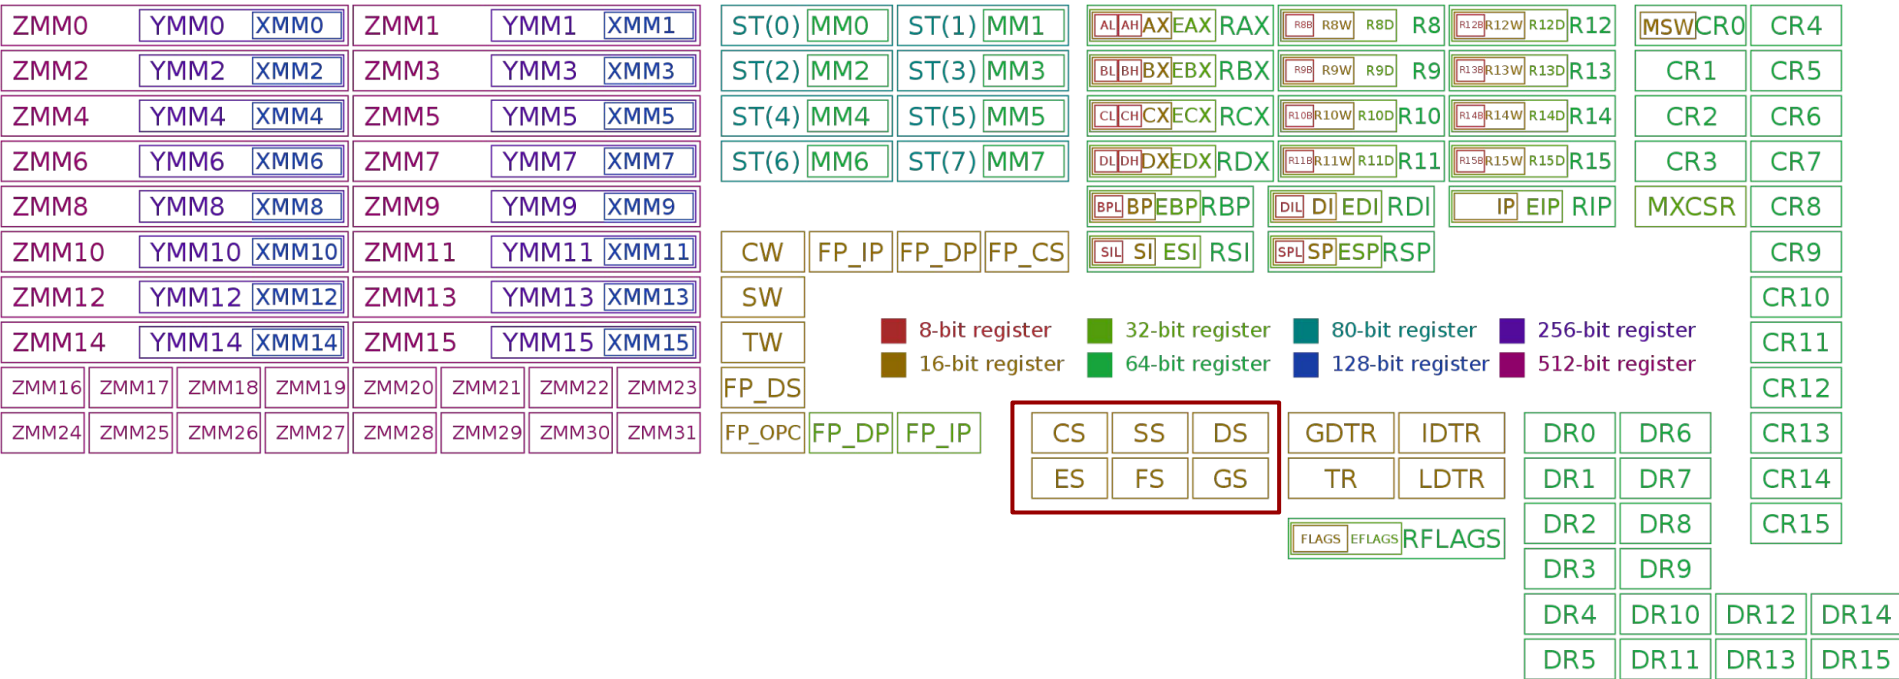 ZMM0 YMM0 XMM0 ZMM1 YMM1 XMM1 ST(0) MM0 ST(1) MM1 AL AH AX EAX RAX R8B R8W R8D R8 R12B R12W R12D R12 MSW CR0 CR4
ZMM2 YMM2 XMM2 ZMM3 YMM3 XMM3 ST(2) MM2 ST(3) MM3 BL BH BX EBX RBX R9B R9W R9D R9 R13B R13W R13D R13 CR1 CR5
ZMM4 YMM4 XMM4 ZMM5 YMM5 XMM5 ST(4) MM4 ST(5) MM5 CL CH CX ECX RCX R10B R10W R10D R10 R14B R14W R14D R14 CR2 CR6
ZMM6 YMM6 XMM6 ZMM7 YMM7 XMM7 ST(6) MM6 ST(7) MM7 DL DH DX EDX RDX R11B R11W R11D R11 R15B R15W R15D R15 CR3 CR7
ZMM8 YMM8 XMM8 ZMM9 YMM9 XMM9 BPL BP EBP RBP DIL DI EDI RDI IP EIP RIP MXCSR CR8
ZMM10 YMM10 XMM10 ZMM11 YMM11 XMM11 CW FP_IP FP_DP FP_CS SIL SI ESI RSI SPL SP ESP RSP CR9
ZMM12 YMM12 XMM12 ZMM13 YMM13 XMM13 SW CR10
8-bit register 32-bit register 80-bit register 256-bit register
ZMM14 YMM14 XMM14 ZMM15 YMM15 XMM15 TW CR11
16-bit register 64-bit register 128-bit register 512-bit register
ZMM16 ZMM17 ZMM18 ZMM19 ZMM20 ZMM21 ZMM22 ZMM23 FP_DS CR12
ZMM24 ZMM25 ZMM26 ZMM27 ZMM28 ZMM29 ZMM30 ZMM31 FP_OPC FP_DP FP_IP CS SS DS GDTR IDTR DR0 DR6 CR13
ES FS GS TR LDTR DR1 DR7 CR14
DR2 DR8 CR15
FLAGS EFLAGS RFLAGS
DR3 DR9
DR4 DR10 DR12 DR14
DR5 DR11 DR13 DR15